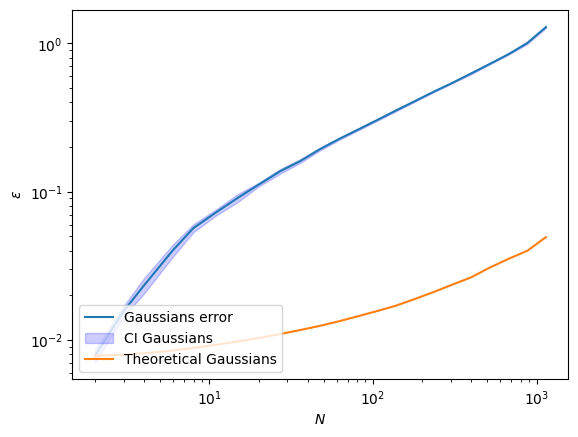 10⁰
10⁻¹
10⁻²
ε
Gaussians error
CI Gaussians
Theoretical Gaussians
10¹
10²
10³
N